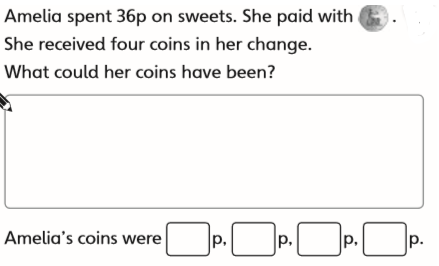 Amelia spent 36p on sweets. She paid with .
She received four coins in her change.
What could her coins have been?
Amelia's coins were p, p, p, p.